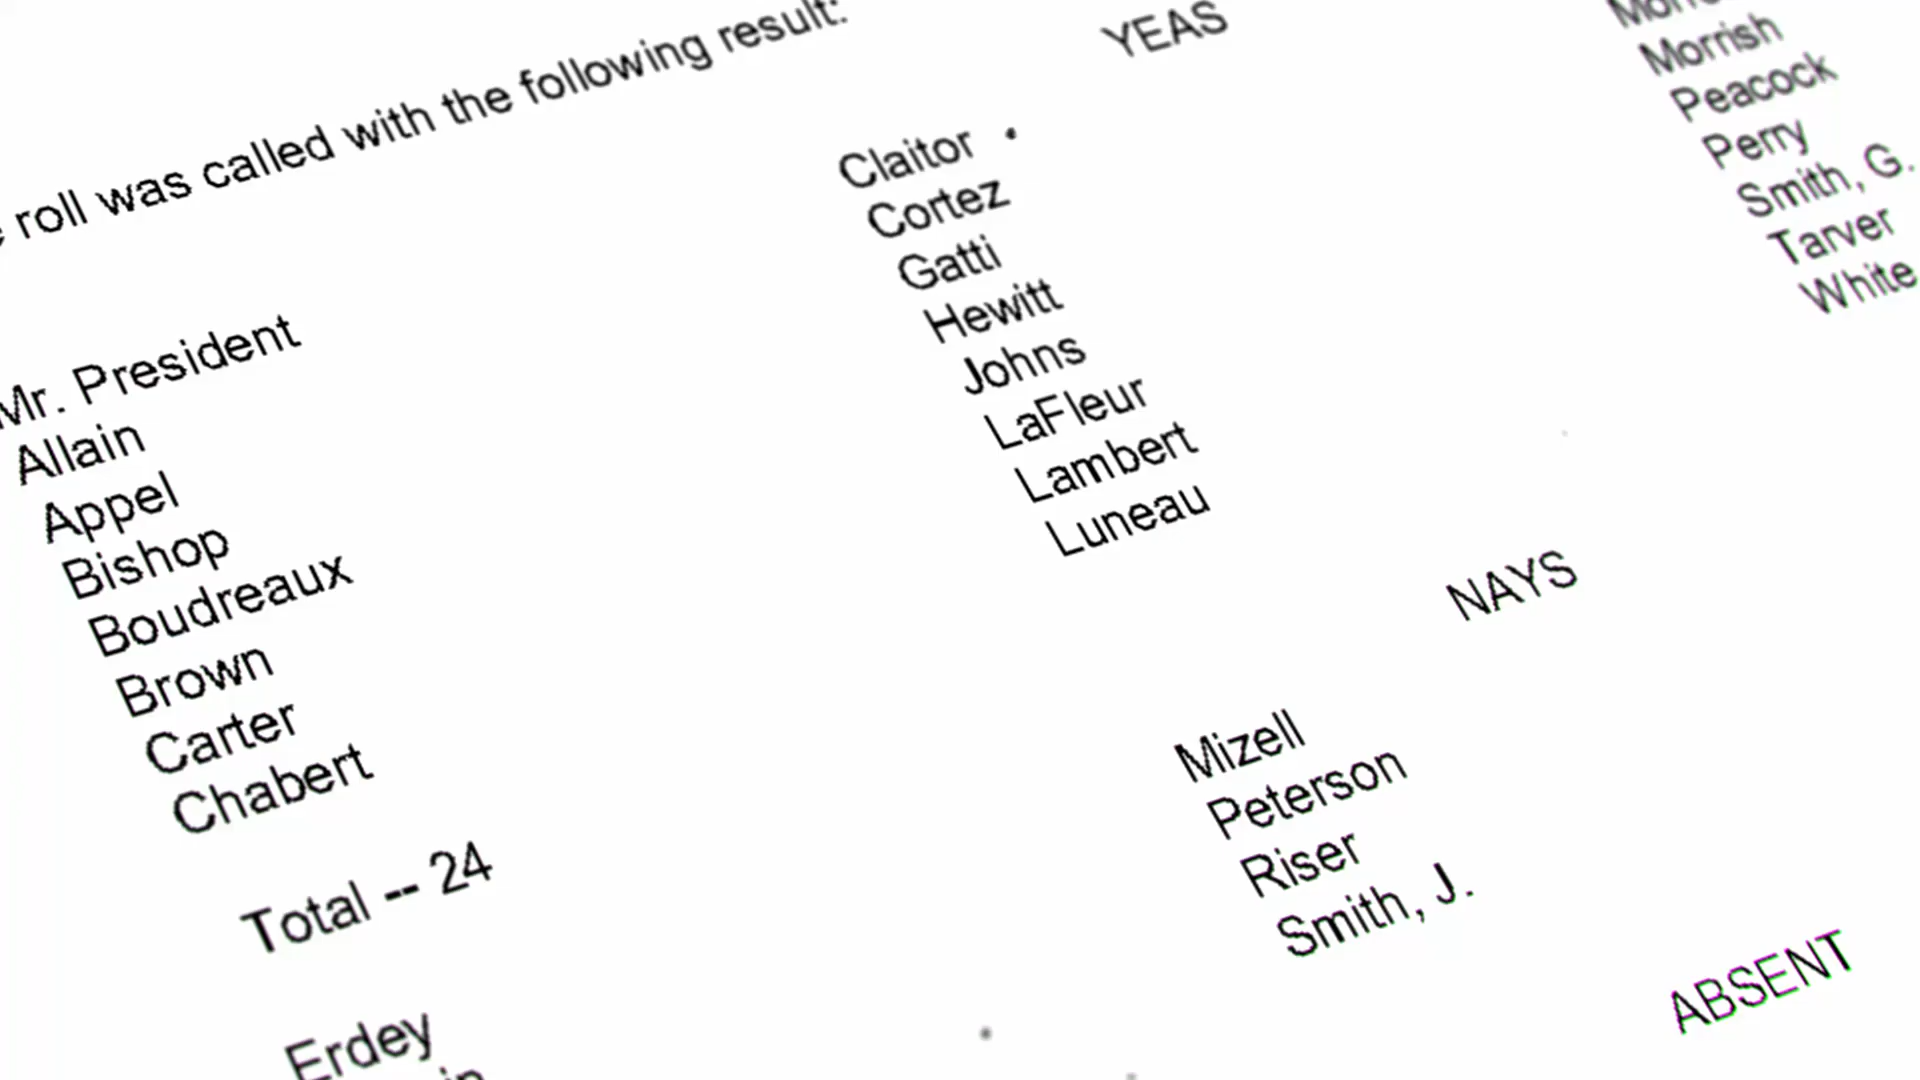 roll was called with the following result:
YEAS
Mr. President
Allain
Appel
Bishop
Boudreaux
Brown
Carter
Chabert
Total -- 24
Claitor
Cortez
Gatti
Hewitt
Johns
LaFleur
Lambert
Luneau
Morrish
Peacock
Perry
Smith, G.
Tarver
White
NAYS
Erdey
Mizell
Peterson
Riser
Smith, J.
ABSENT